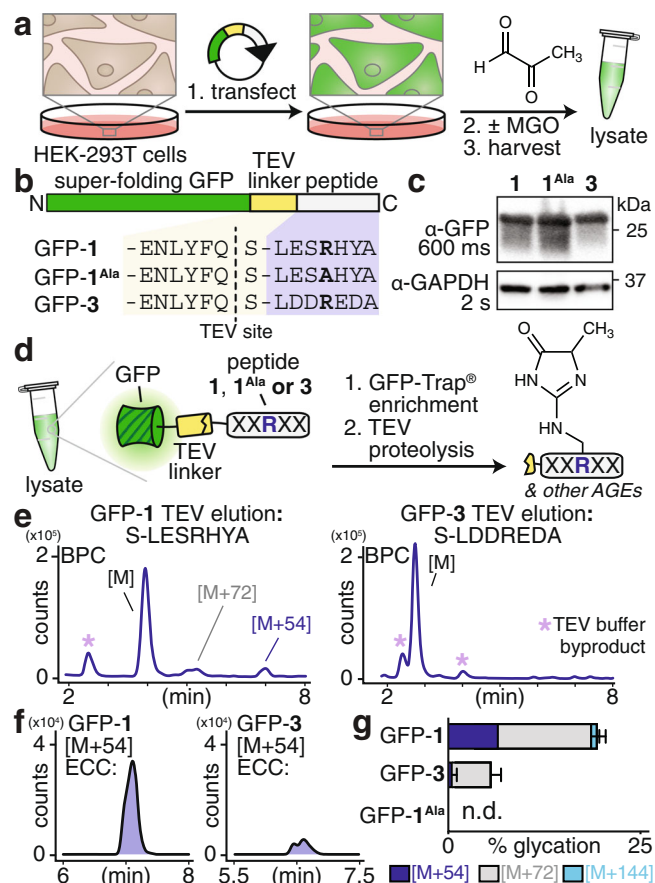 a
H
O
O
CH3
1. transfect
2. ± MGO
3. harvest
HEK-293T cells
lysate
b
super-folding GFP
TEV
linker
peptide
N
C
GFP-1 -ENLYFQ S-LESRHYA
GFP-1Ala -ENLYFQ S-LESAHYA
GFP-3 -ENLYFQ S-LDDREDA
TEV site
c
1 1Ala 3
kDa
α-GFP
600 ms
25
α-GAPDH
2 s
37
d
lysate
GFP
TEV
linker
peptide
1, 1Ala or 3
XXRXX
1. GFP-Trap®
enrichment
2. TEV
proteolysis
O
CH3
HN
N
HN
XXRXX
& other AGEs
e
GFP-1 TEV elution:
S-LESRHYA
(x10⁵)
2
BPC
counts
0
[M]
[M+72]
[M+54]
*
2 (min) 8
GFP-3 TEV elution:
S-LDDREDA
(x10⁵)
2
BPC
counts
0
[M]
*
*
*TEV buffer
byproduct
2 (min) 8
f
(x10⁴)
GFP-1
[M+54]
ECC:
4
counts
0
6 (min) 8
(x10⁴)
GFP-3
[M+54]
ECC:
4
counts
0
5.5 (min) 7.5
g
GFP-1
GFP-3
GFP-1Ala n.d.
0 % glycation 25
[M+54] [M+72] [M+144]